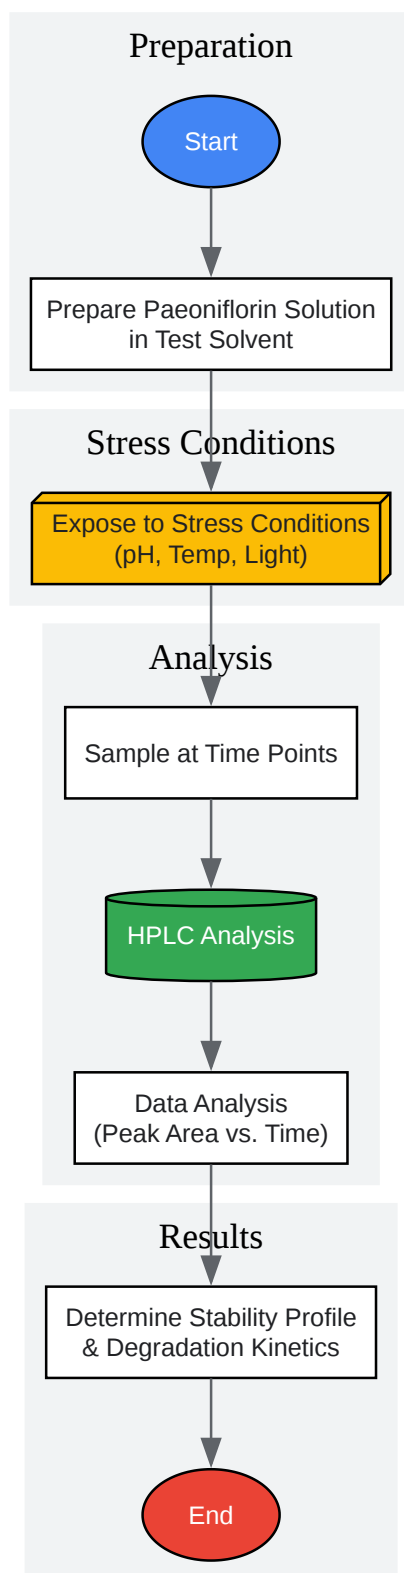 Preparation
Start
Prepare Paeoniflorin Solution
in Test Solvent
Stress Conditions
Expose to Stress Conditions
(pH, Temp, Light)
Analysis
Sample at Time Points
HPLC Analysis
Data Analysis
(Peak Area vs. Time)
Results
Determine Stability Profile
& Degradation Kinetics
End